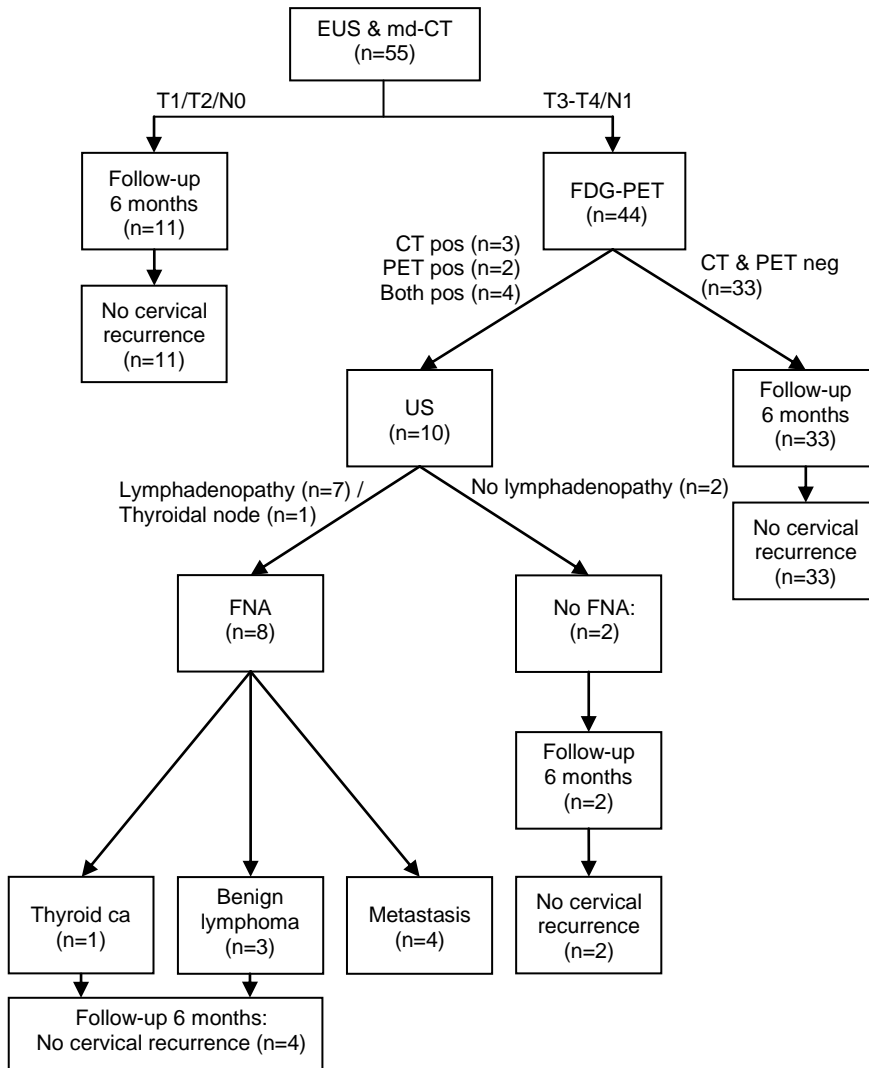 EUS & md-CT
(n=55)
T1/T2/N0
T3-T4/N1
Follow-up
6 months
(n=11)
FDG-PET
(n=44)
CT pos (n=3)
PET pos (n=2)
Both pos (n=4)
CT & PET neg
(n=33)
No cervical
recurrence
(n=11)
US
(n=10)
Follow-up
6 months
(n=33)
Lymphadenopathy (n=7) /
Thyroidal node (n=1)
No lymphadenopathy (n=2)
No cervical
recurrence
(n=33)
FNA
(n=8)
No FNA:
(n=2)
Follow-up
6 months
(n=2)
Thyroid ca
(n=1)
Benign
lymphoma
(n=3)
Metastasis
(n=4)
No cervical
recurrence
(n=2)
Follow-up 6 months:
No cervical recurrence (n=4)